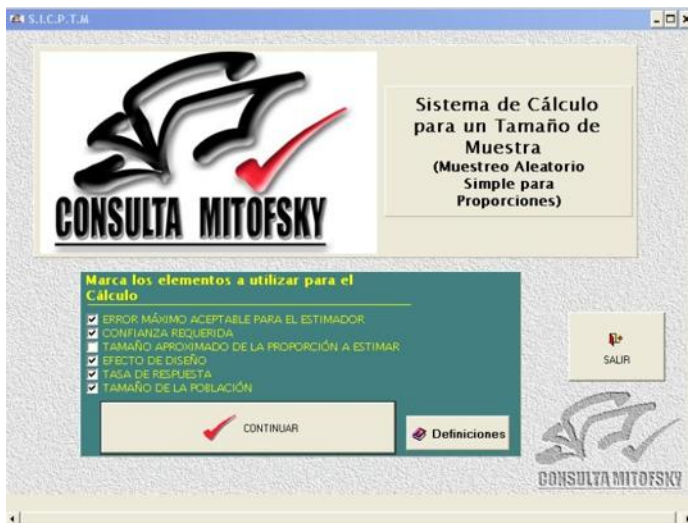 S.I.C.P.T.M
CONSULTA MITOFSKY
Sistema de Cálculo
para un Tamaño de
Muestra
(Muestreo Aleatorio
Simple para
Proporciones)
Marca los elementos a utilizar para el
Cálculo
ERROR MÁXIMO ACEPTABLE PARA EL ESTIMADOR
CONFIANZA REQUERIDA
TAMAÑO APROXIMADO DE LA PROPORCIÓN A ESTIMAR
EFECTO DE DISEÑO
TASA DE RESPUESTA
TAMAÑO DE LA POBLACIÓN
CONTINUAR
Definiciones
SALIR
CONSULTA MITOFSKY